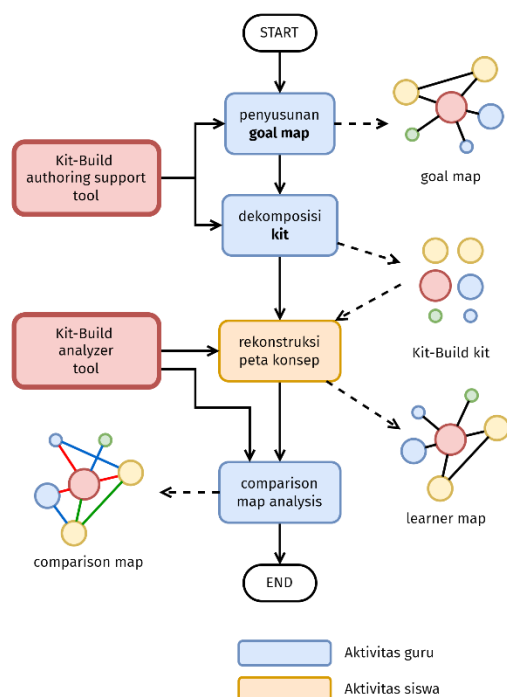 START
penyusunan
goal map
goal map
Kit-Build
authoring support
tool
dekomposisi
kit
Kit-Build kit
Kit-Build
analyzer
tool
rekonstruksi
peta konsep
learner map
comparison
map analysis
comparison map
END
Aktivitas guru
Aktivitas siswa